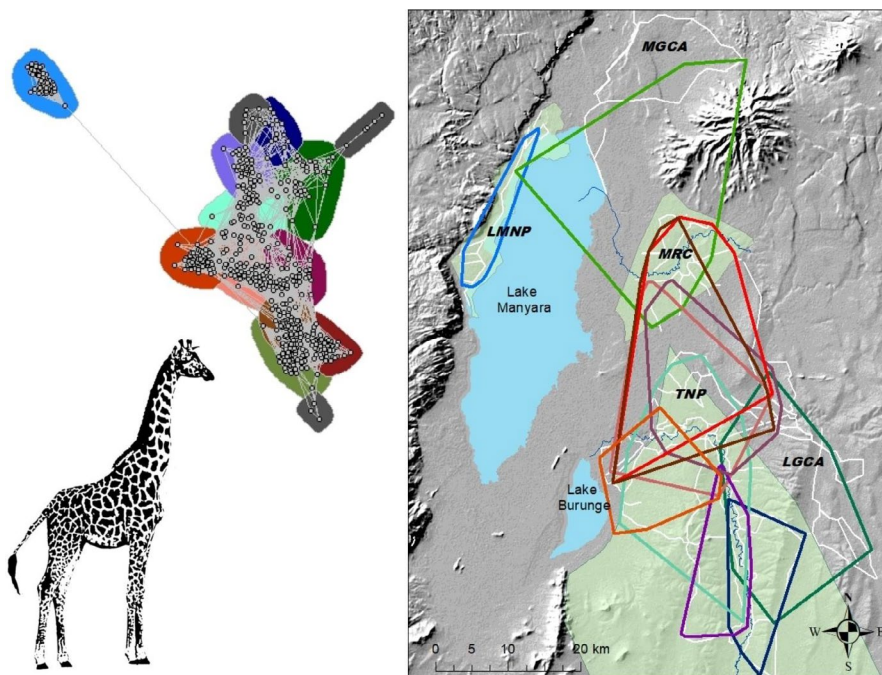 MGCA
LMNP
MRC
Lake
Manyara
TNP
LGCA
Lake
Burunge
N
W E
S
0 5 10 20 km